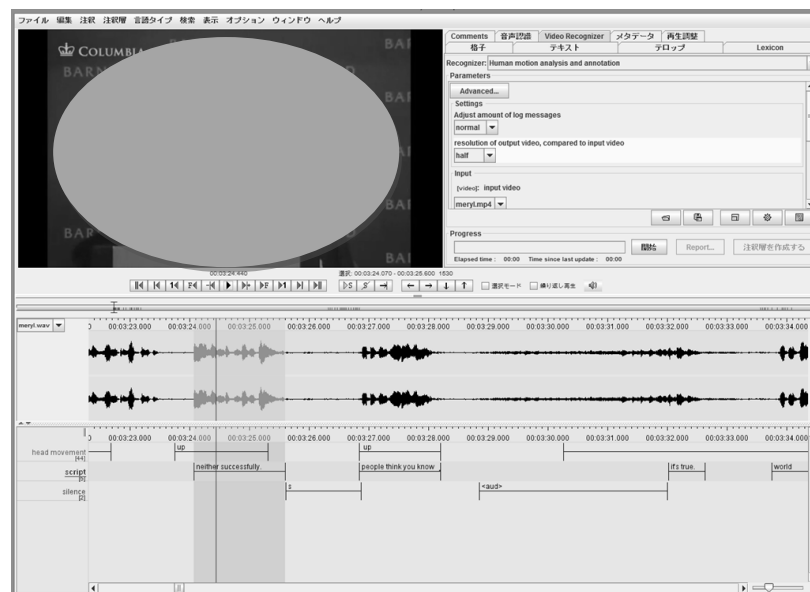 ファイル 編集 注釈 注釈層 言語タイプ 検索 表示 オプション ウィンドウ ヘルプ
COLUMBIA
BAR
BAR
BAR
BAR
BAR
Comments 音声認識 Video Recognizer メタデータ 再生調整
格子 テキスト テロップ Lexicon
Recognizer: Human motion analysis and annotation
Parameters
Advanced...
Settings
Adjust amount of log messages
normal
resolution of output video, compared to input video
half
Input
[video]: input video
meryl.mp4
Progress
開始 Report... 注釈層を作成する
Elapsed time : 00:00 Time since last update : 00:00
00:03:24.440 選択: 00:03:24.070 - 00:03:25.600 1530
選択モード 繰り返し再生
meryl.wav
00:03:23.000 00:03:24.000 00:03:25.000 00:03:26.000 00:03:27.000 00:03:28.000 00:03:29.000 00:03:30.000 00:03:31.000 00:03:32.000 00:03:33.000 00:03:34.000
00:03:23.000 00:03:24.000 00:03:25.000 00:03:26.000 00:03:27.000 00:03:28.000 00:03:29.000 00:03:30.000 00:03:31.000 00:03:32.000 00:03:33.000 00:03:34.000
head movement up up
[44]
script neither successfully. people think you know it's true. world
silence s <aud>
[2]